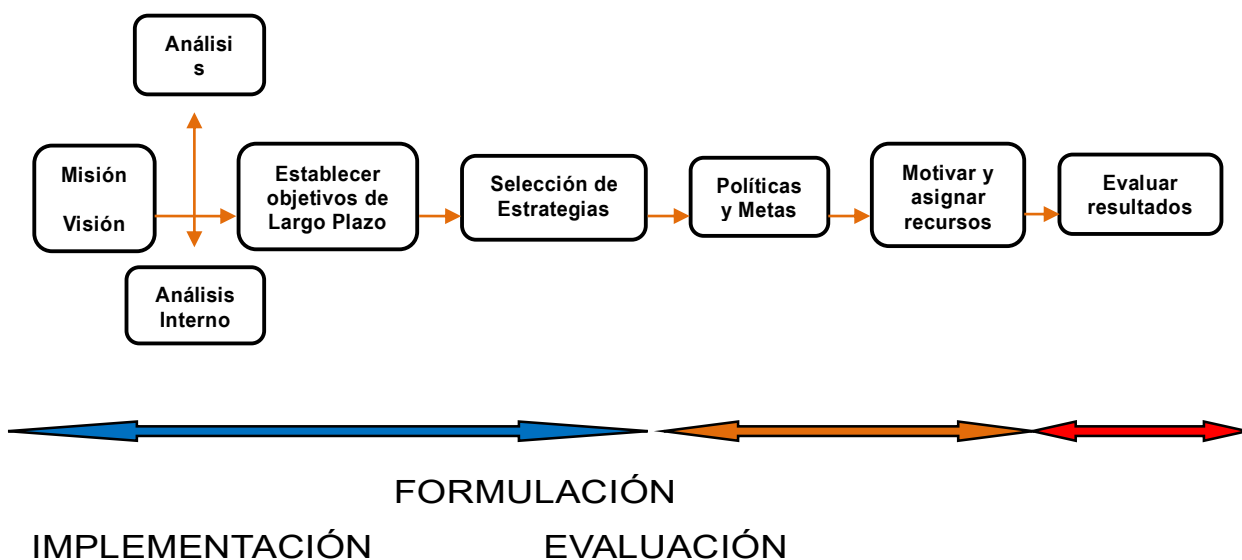 Análisi
s
Misión
Visión
Análisis
Interno
Establecer
objetivos de
Largo Plazo
Selección de
Estrategias
Políticas
y Metas
Motivar y
asignar
recursos
Evaluar
resultados
FORMULACIÓN
IMPLEMENTACIÓN EVALUACIÓN